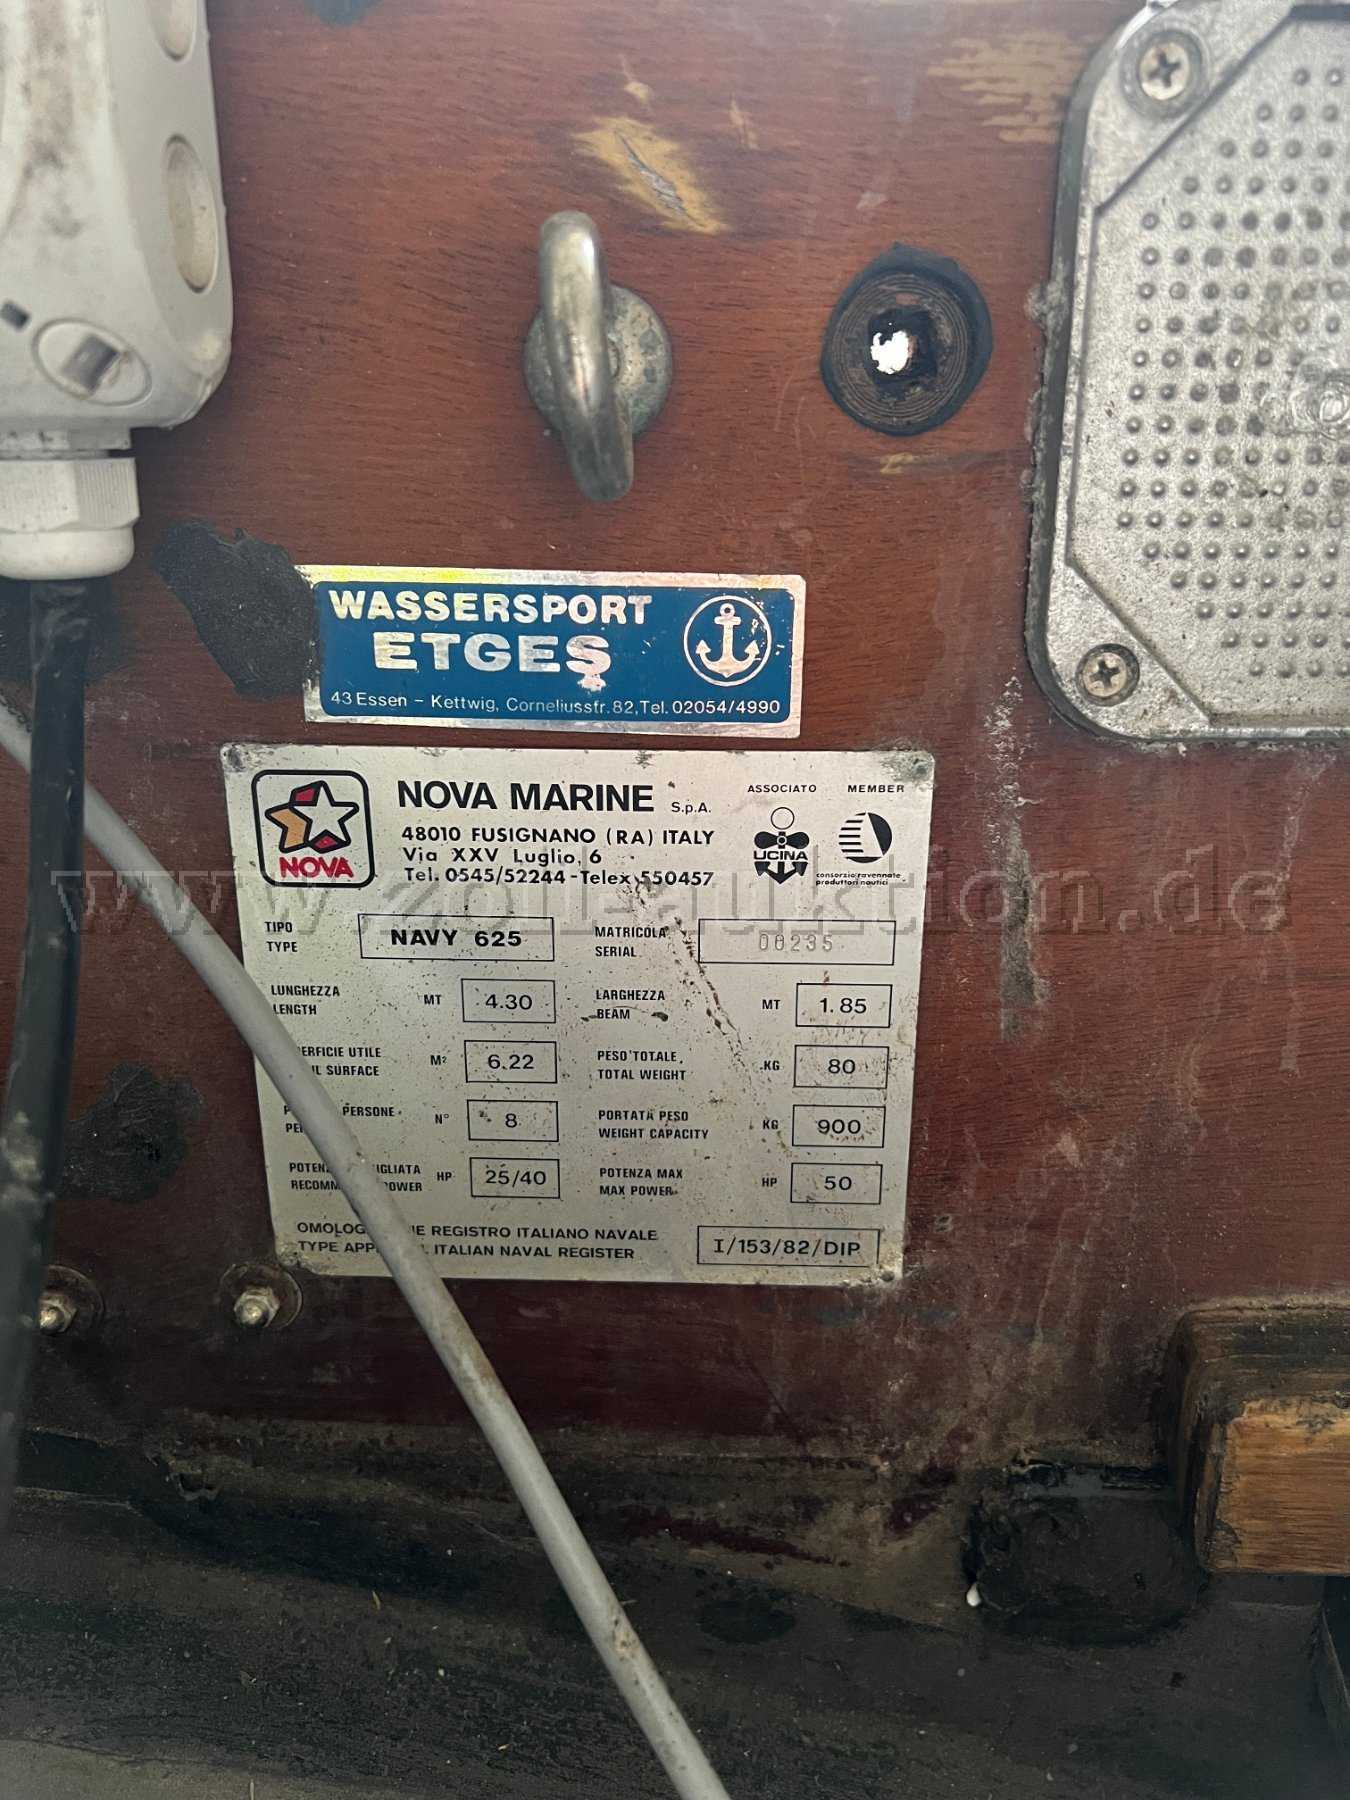 WASSERSPORT
ETGES
43 Essen – Kettwig, Corneliusstr. 82, Tel. 02054/4990
NOVA
NOVA MARINE S.p.A.
48010 FUSIGNANO (RA) ITALY
Via XXV Luglio, 6
Tel. 0545/52244 - Telex 550457
ASSOCIATO
UCINA
MEMBER
consorzio ravennate
produttori nautici
www.zoll-auktion.de
TIPO
TYPE
NAVY 625
MATRICOLA
SERIAL
00235
LUNGHEZZA
LENGTH
MT 4.30
LARGHEZZA
BEAM
MT 1.85
UTILE
SURFACE
M² 6.22
PESO TOTALE
TOTAL WEIGHT
KG 80
PERSONE
N° 8
PORTATA PESO
WEIGHT CAPACITY
KG 900
HP 25/40
POTENZA MAX
MAX POWER
HP 50
REGISTRO ITALIANO NAVALE
TYPE ITALIAN NAVAL REGISTER
I/153/82/DIP